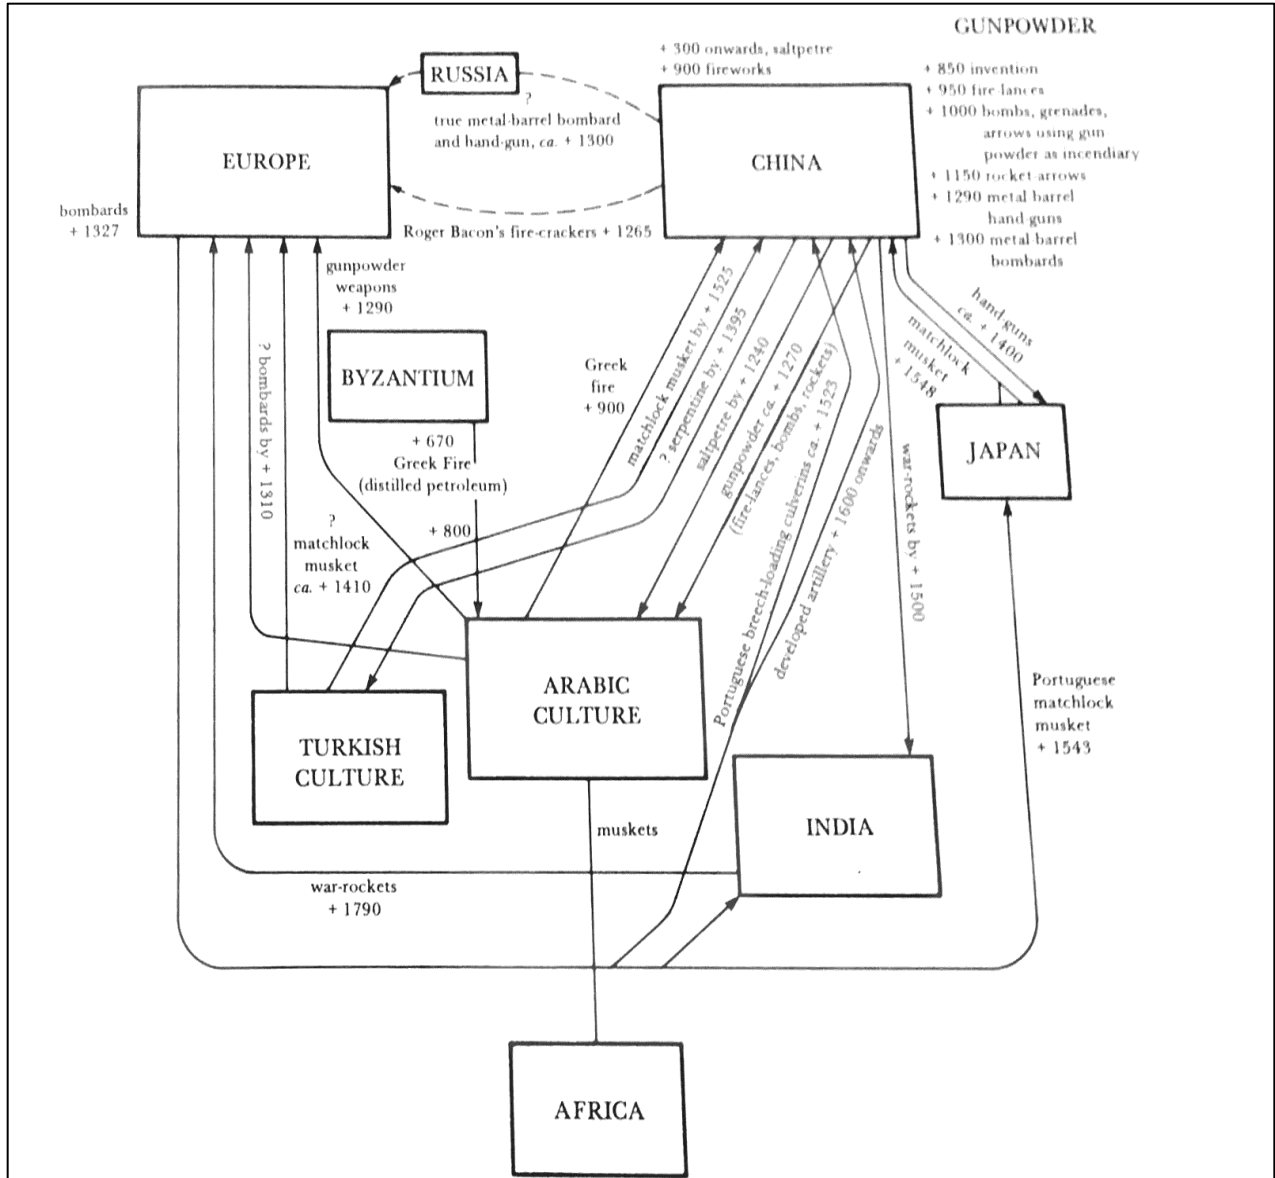 GUNPOWDER
+ 300 onwards, saltpetre
+ 900 fireworks
+ 850 invention
+ 950 fire-lances
+ 1000 bombs, grenades,
arrows using gun
powder as incendiary
+ 1150 rocket arrows
+ 1290 metal barrel
hand guns
+ 1300 metal-barrel
bombards
RUSSIA
?
true metal-barrel bombard
and hand-gun, ca. + 1300
EUROPE
CHINA
bombards
+ 1327
Roger Bacon's fire-crackers + 1265
gunpowder
weapons
+ 1290
? bombards by + 1310
BYZANTIUM
+ 670
Greek Fire
(distilled petroleum)
+ 800
?
matchlock
musket
ca. + 1410
Greek
fire
+ 900
matchlock musket by + 1525
? serpentine by + 1395
saltpetre by + 1240
gunpowder ca. + 1270
(fire-lances, bombs, rockets)
Portuguese breech-loading culverins ca. + 1523
developed artillery + 1600 onwards
war-rockets by + 1500
hand-guns
ca. + 1400
matchlock
musket
+ 1548
JAPAN
Portuguese
matchlock
musket
+ 1543
ARABIC
CULTURE
TURKISH
CULTURE
INDIA
muskets
war-rockets
+ 1790
AFRICA